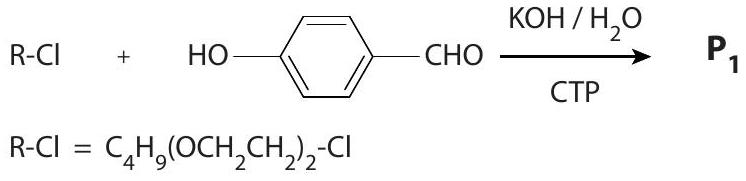 R-Cl + HO CHO KOH / H₂O CTP P₁
R-Cl = C₄H₉(OCH₂CH₂)₂-Cl